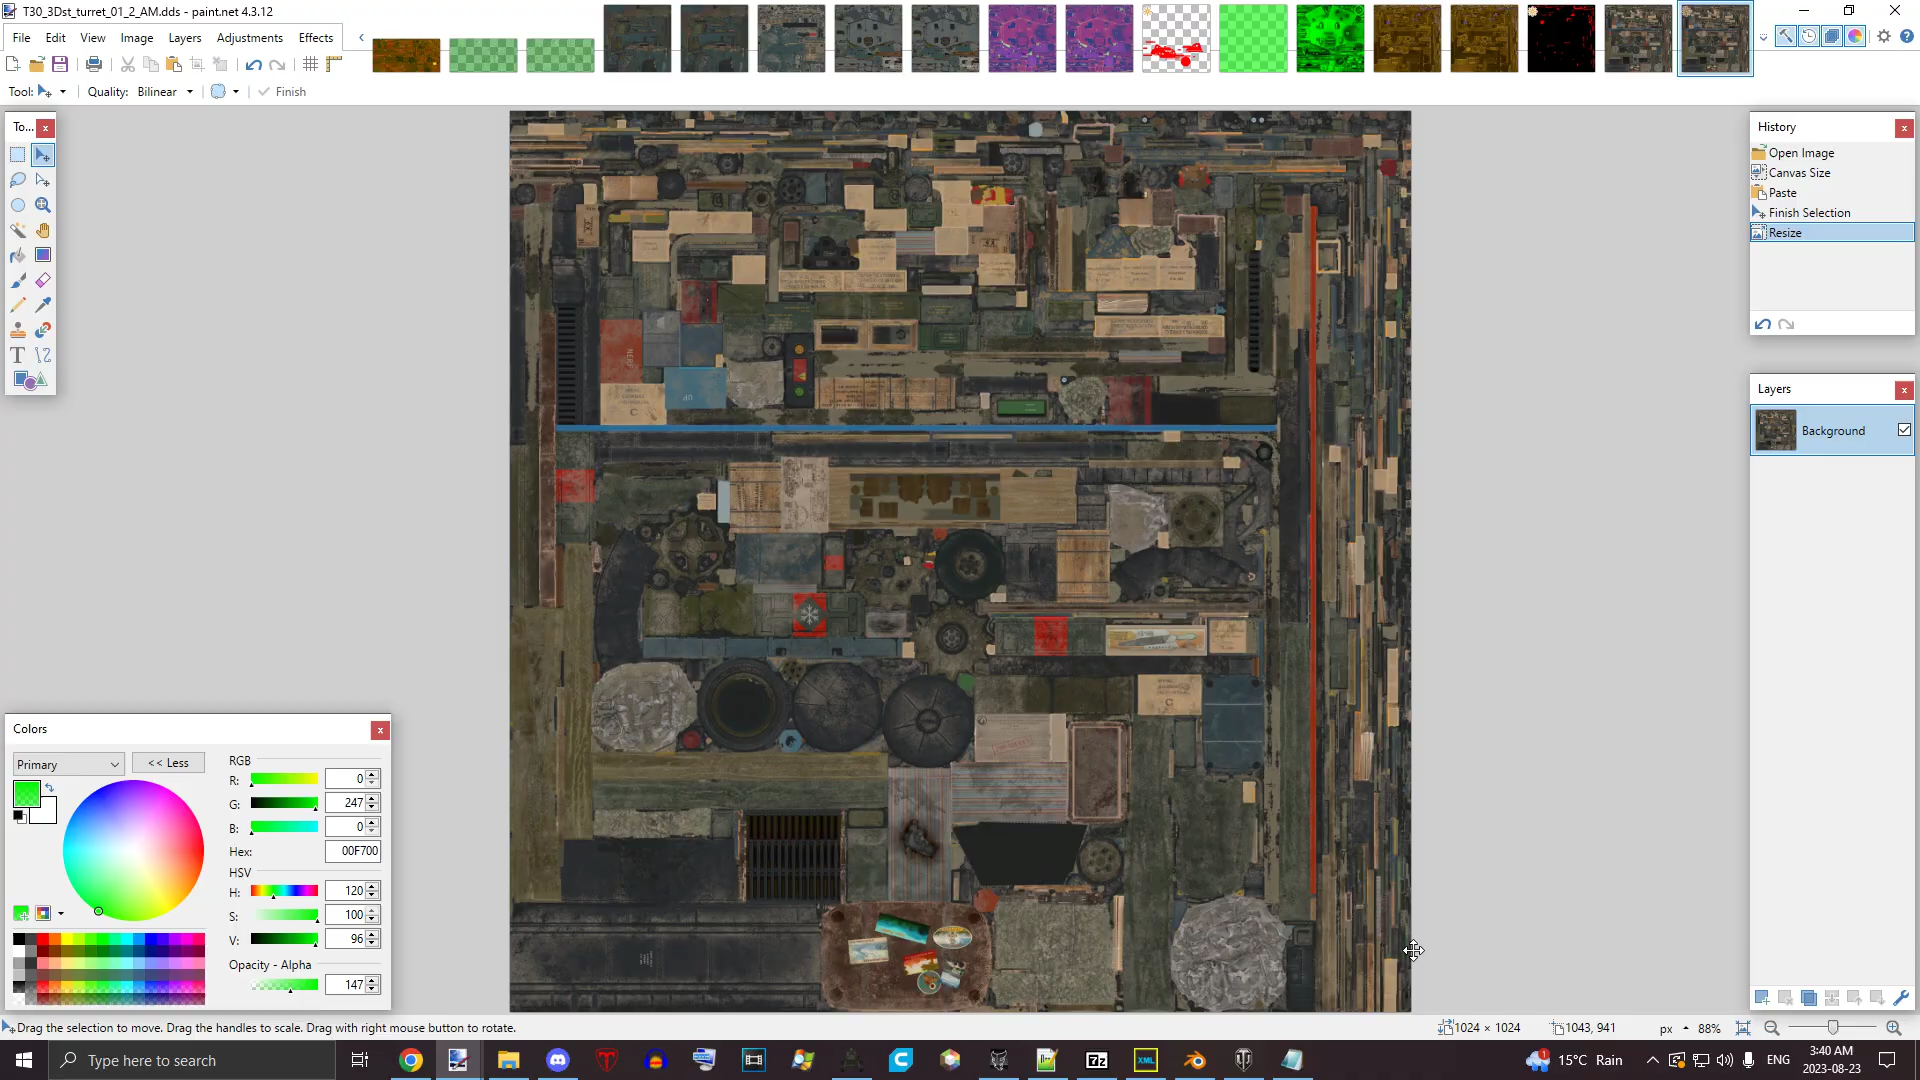 T30_3Dst_turret_01_2_AM.dds - paint.net 4.3.12
File Edit View Image Layers Adjustments Effects
Tool: Quality: Bilinear Finish
To...
History
Open Image
Canvas Size
Paste
Finish Selection
Resize
Layers
Background
Colors
Primary
<< Less
RGB
R: 0
G: 247
B: 0
Hex: 00F700
HSV
H: 120
S: 100
V: 96
Opacity - Alpha
147
UP
C
C
Drag the selection to move. Drag the handles to scale. Drag with right mouse button to rotate.
1024 × 1024
1043, 941
px
88%
Type here to search
7z
XML
1
15°C Rain
ENG
3:40 AM
2023-08-23